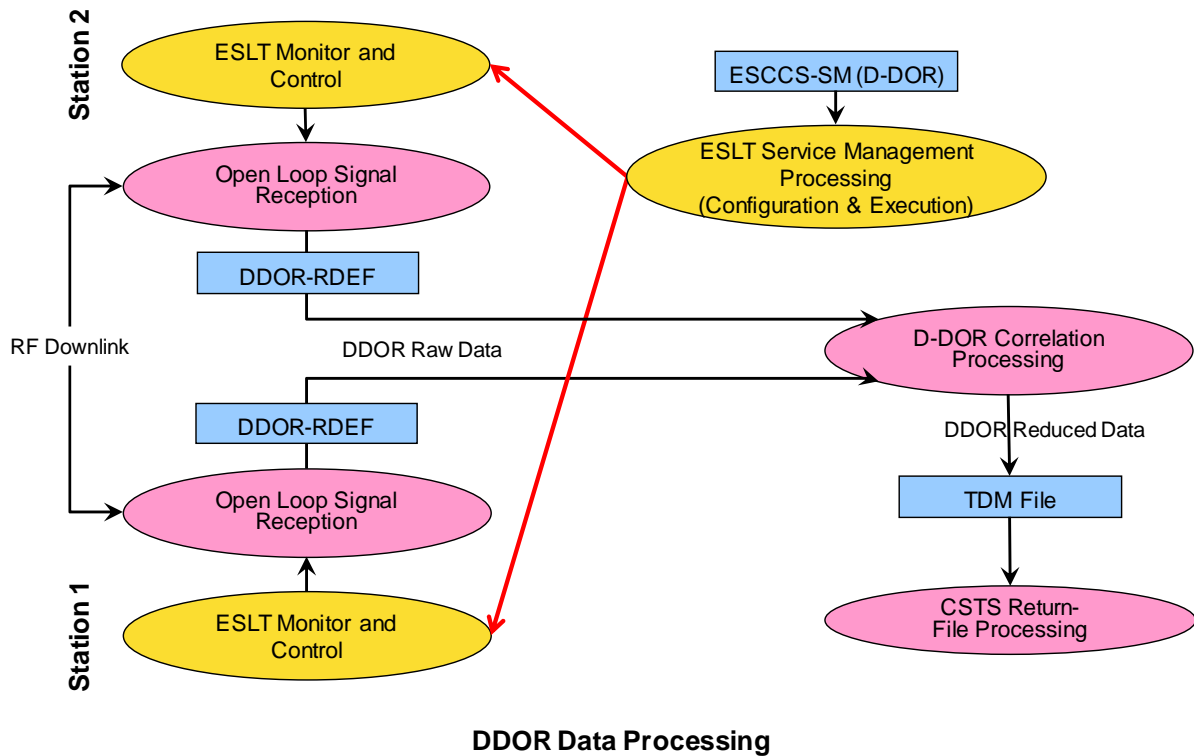 Station 2
ESLT Monitor and
Control
ESCCS-SM (D-DOR)
Open Loop Signal
Reception
ESLT Service Management
Processing
(Configuration & Execution)
DDOR-RDEF
RF Downlink
DDOR Raw Data
D-DOR Correlation
Processing
DDOR-RDEF
DDOR Reduced Data
Open Loop Signal
Reception
TDM File
Station 1
ESLT Monitor and
Control
CSTS Return-
File Processing
DDOR Data Processing